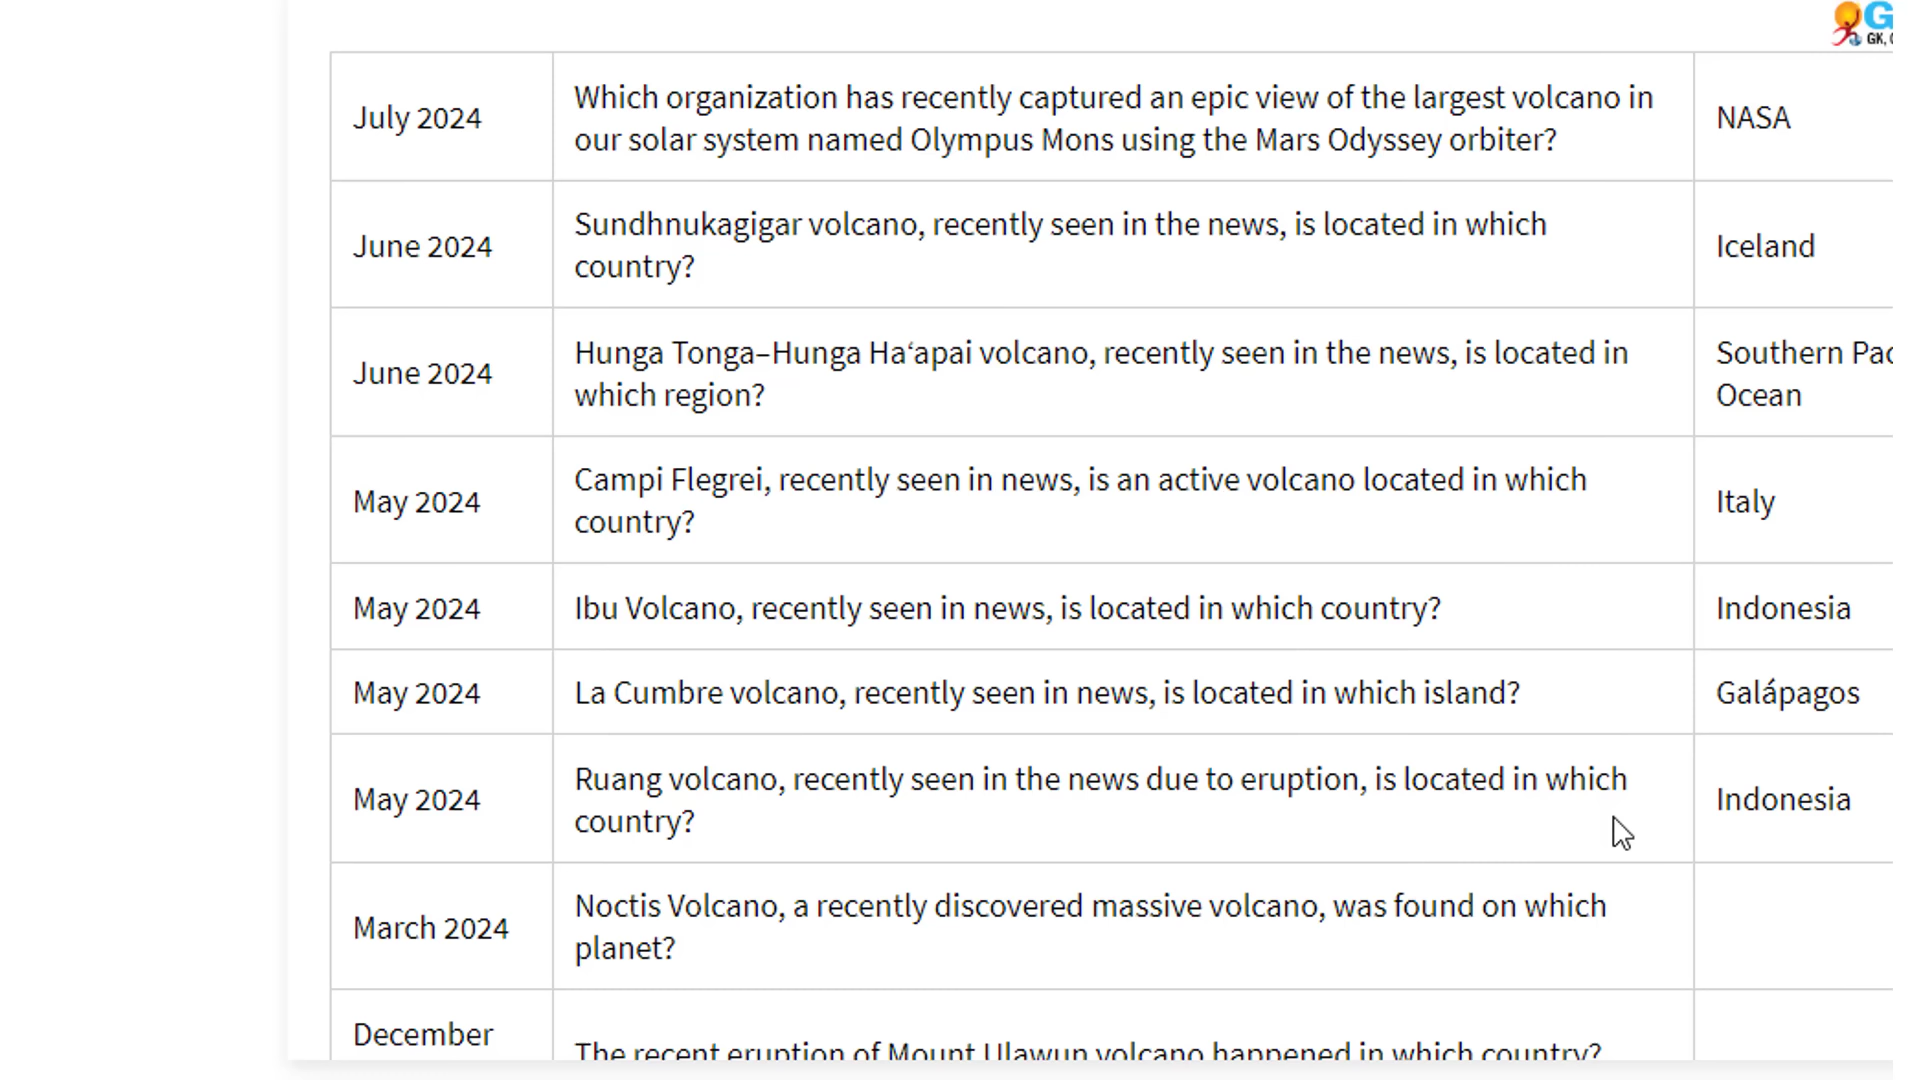 G
GK,
July 2024
Which organization has recently captured an epic view of the largest volcano in
our solar system named Olympus Mons using the Mars Odyssey orbiter?
NASA
June 2024
Sundhnukagigar volcano, recently seen in the news, is located in which
country?
Iceland
June 2024
Hunga Tonga–Hunga Haʻapai volcano, recently seen in the news, is located in
which region?
Southern Pac
Ocean
May 2024
Campi Flegrei, recently seen in news, is an active volcano located in which
country?
Italy
May 2024
Ibu Volcano, recently seen in news, is located in which country?
Indonesia
May 2024
La Cumbre volcano, recently seen in news, is located in which island?
Galápagos
May 2024
Ruang volcano, recently seen in the news due to eruption, is located in which
country?
Indonesia
March 2024
Noctis Volcano, a recently discovered massive volcano, was found on which
planet?
December
The recent eruption of Mount Ulawun volcano happened in which country?